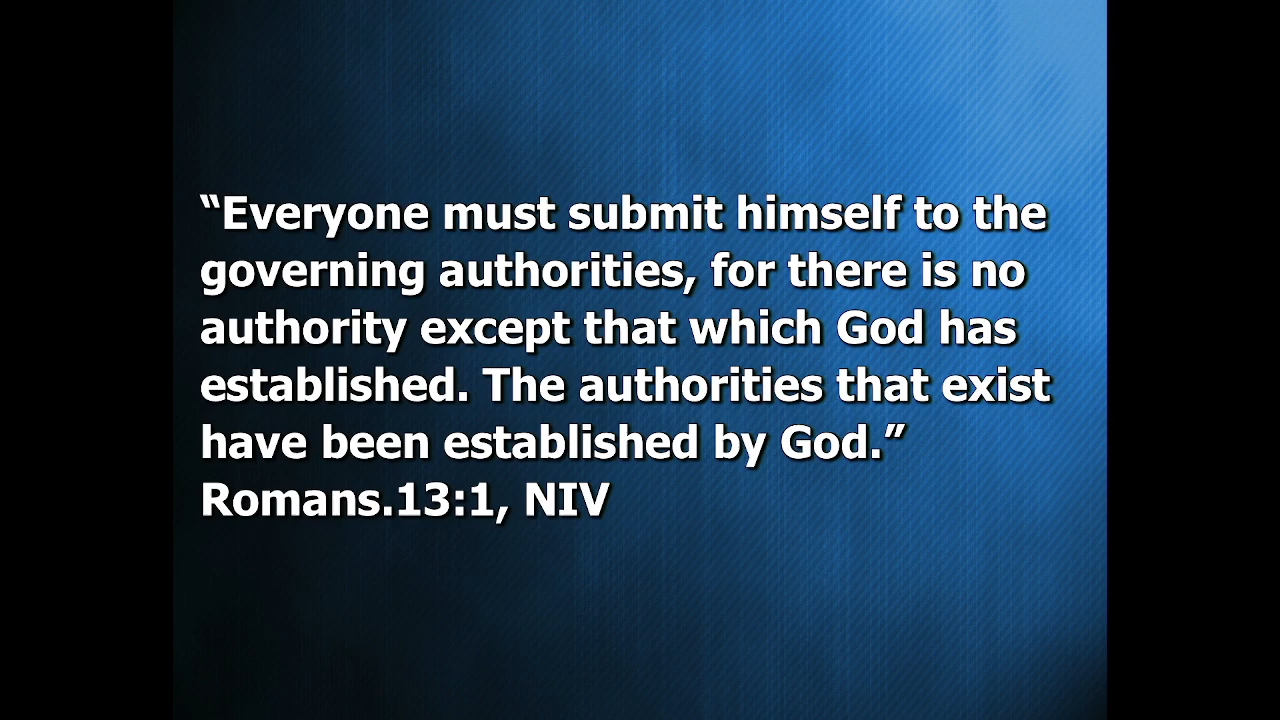 “Everyone must submit himself to the
governing authorities, for there is no
authority except that which God has
established. The authorities that exist
have been established by God.”
Romans.13:1, NIV